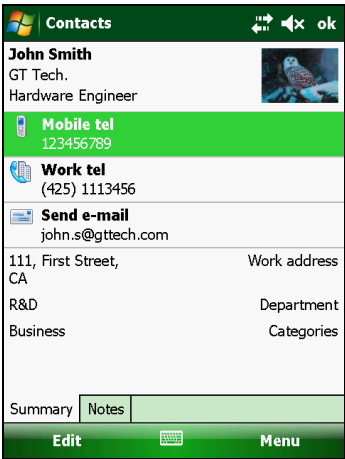 Contacts ok
John Smith
GT Tech.
Hardware Engineer
Mobile tel
123456789
Work tel
(425) 1113456
Send e-mail
john.s@gttech.com
111, First Street, Work address
CA
R&D Department
Business Categories
Summary Notes
Edit Menu